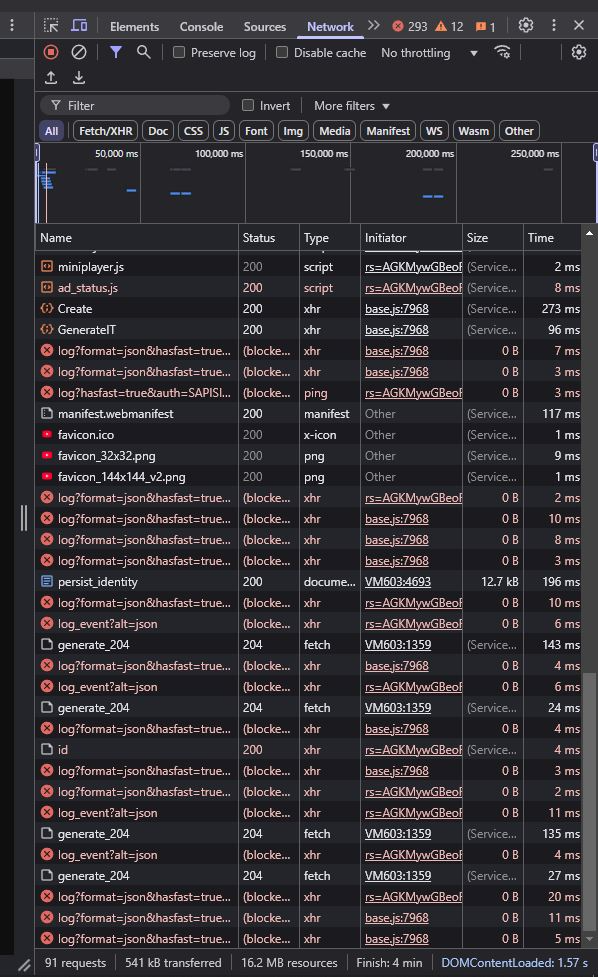 Elements Console Sources Network 293 12 1
Preserve log Disable cache No throttling
Filter Invert More filters
All Fetch/XHR Doc CSS JS Font Img Media Manifest WS Wasm Other
50,000 ms 100,000 ms 150,000 ms 200,000 ms 250,000 ms
Name Status Type Initiator Size Time
miniplayer.js 200 script rs=AGKMywGBeoF (Service... 2 ms
ad_status.js 200 script rs=AGKMywGBeoF (Service... 8 ms
Create 200 xhr base.js:7968 (Service... 273 ms
GenerateIT 200 xhr base.js:7968 (Service... 96 ms
log?format=json&hasfast=true... (blocke... xhr base.js:7968 0 B 7 ms
log?format=json&hasfast=true... (blocke... xhr base.js:7968 0 B 3 ms
log?hasfast=true&auth=SAPISI... (blocke... ping rs=AGKMywGBeoF 0 B 3 ms
manifest.webmanifest 200 manifest Other (Service... 117 ms
favicon.ico 200 x-icon Other (Service... 1 ms
favicon_32x32.png 200 png Other (Service... 9 ms
favicon_144x144_v2.png 200 png Other (Service... 1 ms
log?format=json&hasfast=true... (blocke... xhr rs=AGKMywGBeoF 0 B 2 ms
log?format=json&hasfast=true... (blocke... xhr base.js:7968 0 B 10 ms
log?format=json&hasfast=true... (blocke... xhr base.js:7968 0 B 8 ms
log?format=json&hasfast=true... (blocke... xhr base.js:7968 0 B 3 ms
persist_identity 200 docume... VM603:4693 12.7 kB 196 ms
log?format=json&hasfast=true... (blocke... xhr rs=AGKMywGBeoF 0 B 10 ms
log_event?alt=json (blocke... xhr rs=AGKMywGBeoF 0 B 6 ms
generate_204 204 fetch VM603:1359 (Service... 143 ms
log?format=json&hasfast=true... (blocke... xhr base.js:7968 0 B 4 ms
log_event?alt=json (blocke... xhr rs=AGKMywGBeoF 0 B 6 ms
generate_204 204 fetch VM603:1359 (Service... 24 ms
log?format=json&hasfast=true... (blocke... xhr base.js:7968 0 B 4 ms
id 200 xhr rs=AGKMywGBeoF (Service... 4 ms
log?format=json&hasfast=true... (blocke... xhr base.js:7968 0 B 3 ms
log?format=json&hasfast=true... (blocke... xhr rs=AGKMywGBeoF 0 B 2 ms
log_event?alt=json (blocke... xhr rs=AGKMywGBeoF 0 B 11 ms
generate_204 204 fetch VM603:1359 (Service... 135 ms
log_event?alt=json (blocke... xhr rs=AGKMywGBeoF 0 B 4 ms
generate_204 204 fetch VM603:1359 (Service... 27 ms
log?format=json&hasfast=true... (blocke... xhr rs=AGKMywGBeoF 0 B 20 ms
log?format=json&hasfast=true... (blocke... xhr base.js:7968 0 B 11 ms
log?format=json&hasfast=true... (blocke... xhr base.js:7968 0 B 5 ms
91 requests 541 kB transferred 16.2 MB resources Finish: 4 min DOMContentLoaded: 1.57 s